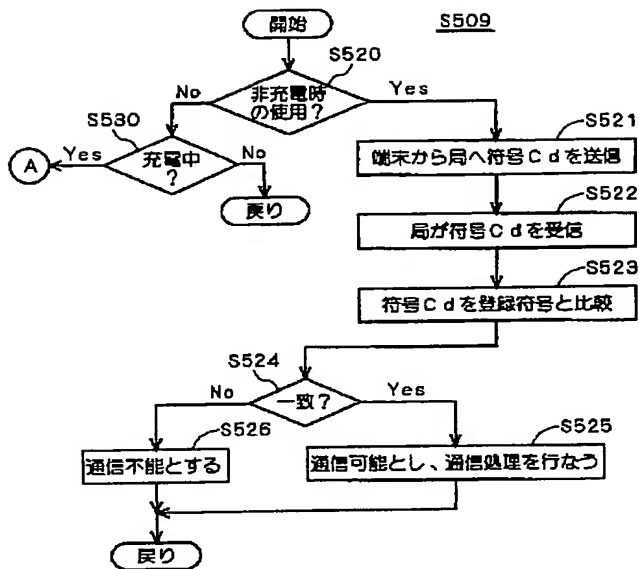 開始
S509
S520
No
非充電時
の使用?
Yes
S530
S521
A
Yes
充電中
?
No
端末から局へ符号Cdを送信
S522
戻り
局が符号Cdを受信
S523
符号Cdを登録符号と比較
S524
No
一致?
Yes
S526
S525
通信不能とする
通信可能とし、通信処理を行なう
戻り